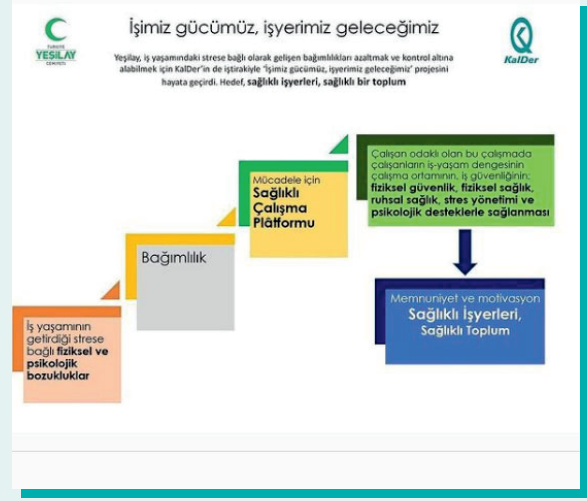 İşimiz gücümüz, işyerimiz geleceğimiz
TÜRKİYE
YEŞİLAY
CEMİYETİ
KalDer
Yeşilay, iş yaşamındaki strese bağlı olarak gelişen bağımlılıkları azaltmak ve kontrol altına
alabilmek için KalDer'in de iştirakiyle 'İşimiz gücümüz, işyerimiz geleceğimiz' projesini
hayata geçirdi. Hedef, sağlıklı işyerleri, sağlıklı bir toplum
İş yaşamının
getirdiği strese
bağlı fiziksel ve
psikolojik
bozukluklar
Bağımlılık
Mücadele için
Sağlıklı
Çalışma
Plâtformu
Çalışan odaklı olan bu çalışmada
çalışanların iş-yaşam dengesinin
çalışma ortamının, iş güvenliğinin:
fiziksel güvenlik, fiziksel sağlık,
ruhsal sağlık, stres yönetimi ve
psikolojik desteklerle sağlanması
Memnuniyet ve motivasyon
Sağlıklı İşyerleri,
Sağlıklı Toplum